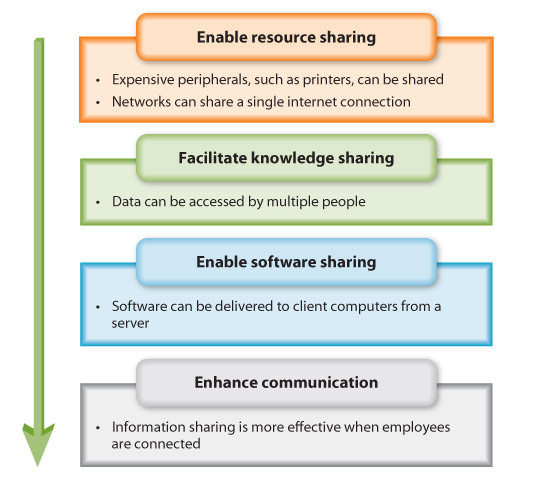 Enable resource sharing
• Expensive peripherals, such as printers, can be shared
• Networks can share a single internet connection
Facilitate knowledge sharing
• Data can be accessed by multiple people
Enable software sharing
• Software can be delivered to client computers from a
server
Enhance communication
• Information sharing is more effective when employees
are connected